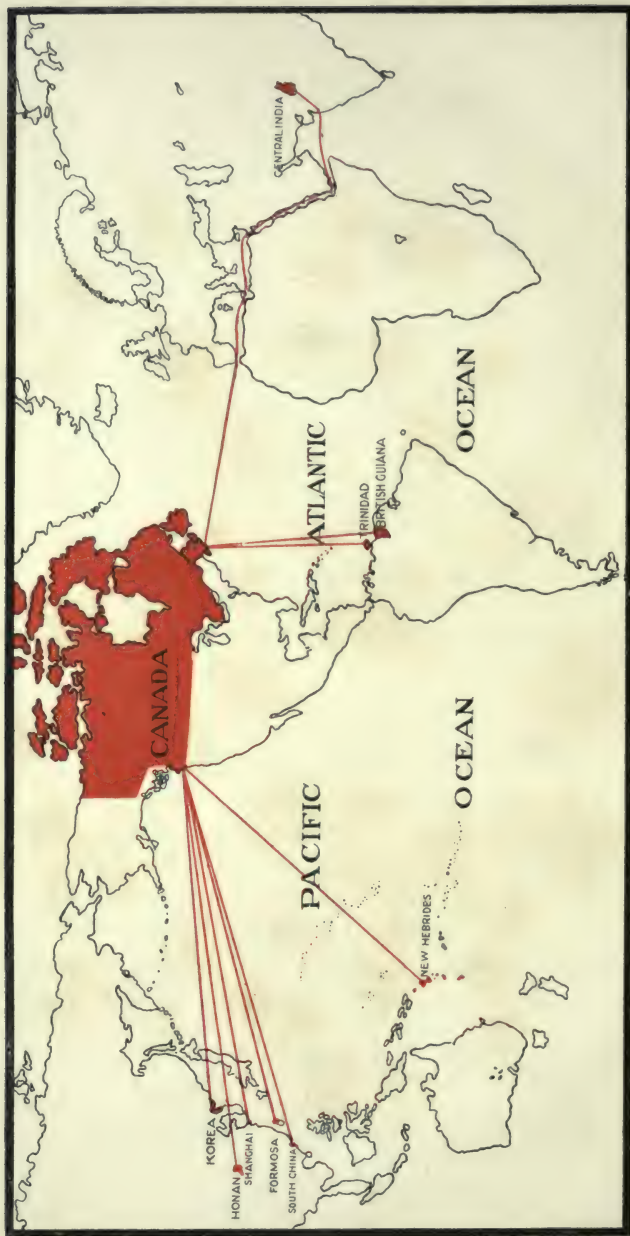 CANADA
ATLANTIC
OCEAN
PACIFIC
OCEAN
KOREA
HONAN
SHANGHAI
FORMOSA
SOUTH CHINA
NEW HEBRIDES
TRINIDAD
BRITISH GUIANA
CENTRAL INDIA